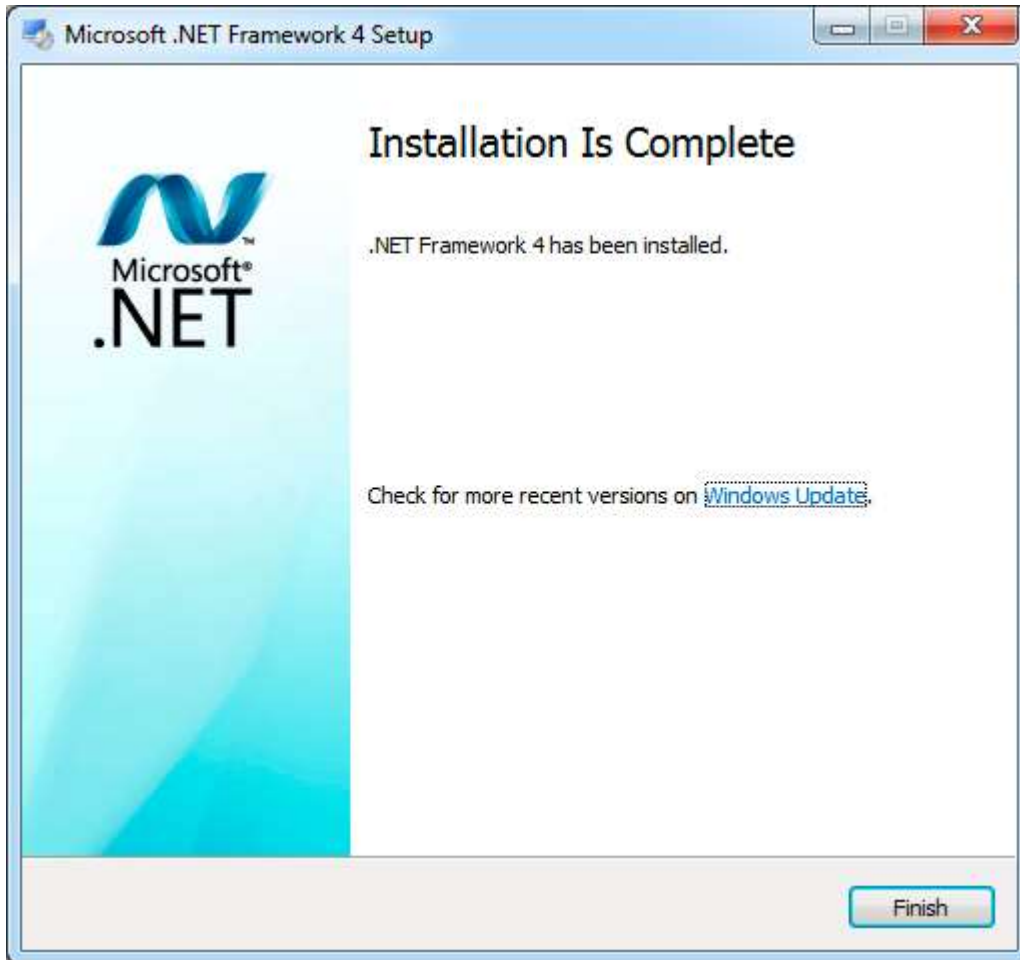 Microsoft .NET Framework 4 Setup
Installation Is Complete
Microsoft®
.NET
™
.NET Framework 4 has been installed.
Check for more recent versions on Windows Update.
Finish